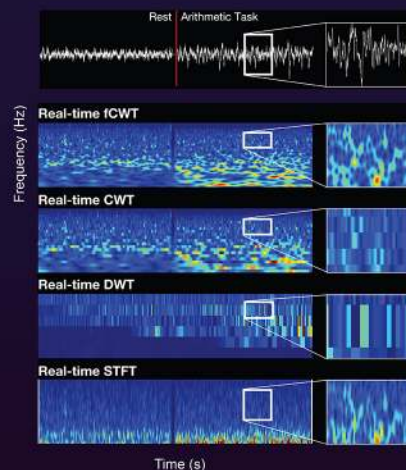 Rest Arithmetic Task
Frequency (Hz)
Real-time fCWT
Real-time CWT
Real-time DWT
Real-time STFT
Time (s)